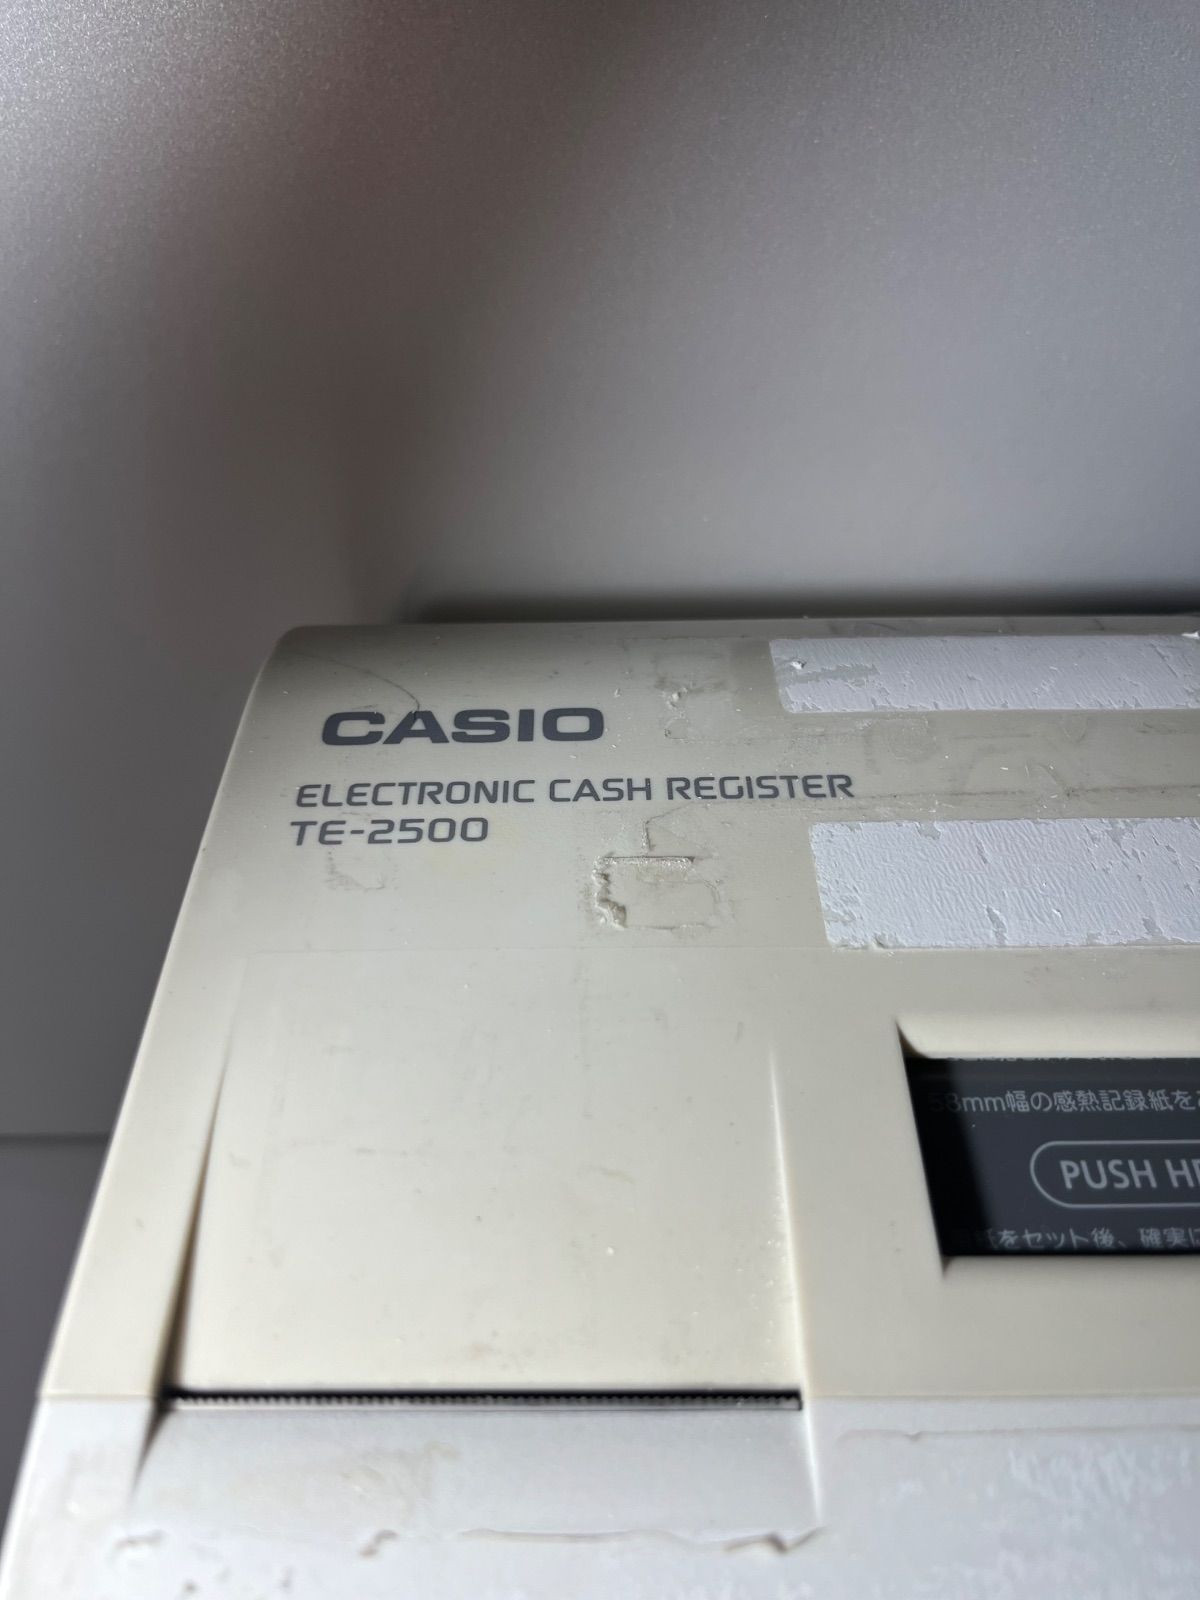 CASIO
ELECTRONIC CASH REGISTER
TE-2500
58mm幅の感熱記録紙を
PUSH HE
紙をセット後、確実に